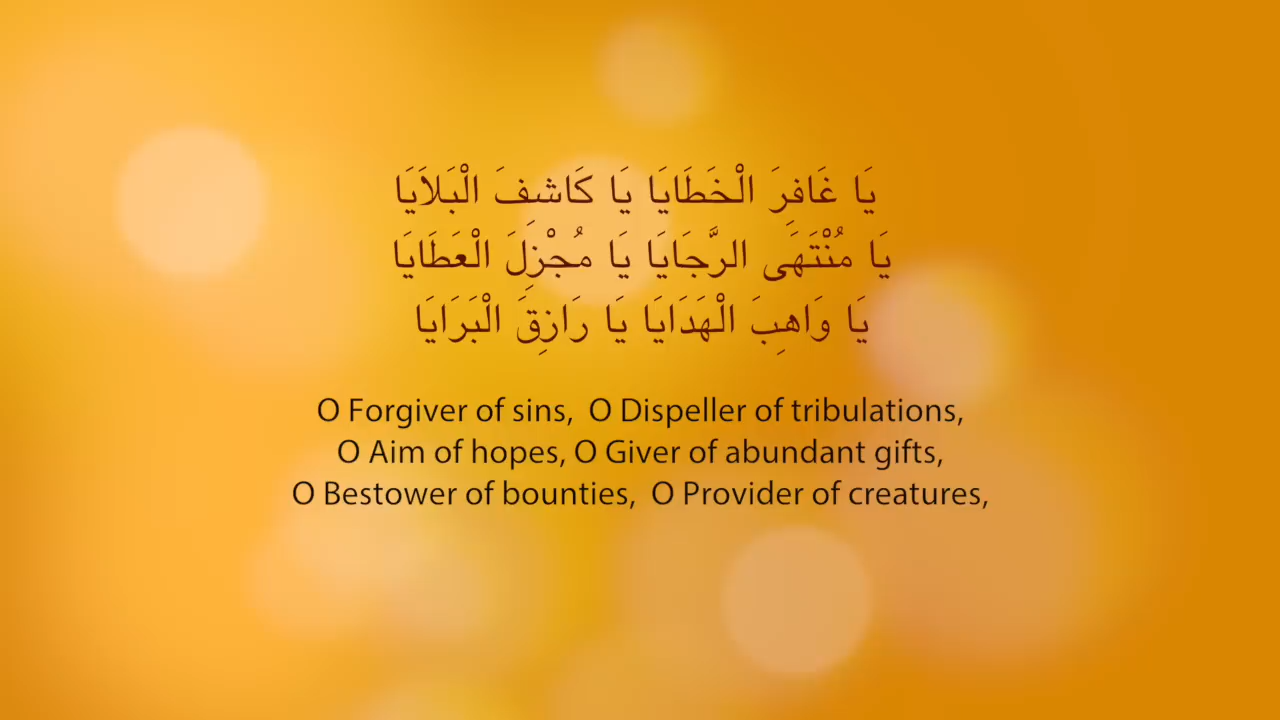 يَا غَافِرَ الْخَطَايَا يَا كَاشفَ الْبَلاَيَا
يَا مُنْتَهَى الرَّجَايَا يَا مُجْزِلَ الْعَطَايَا
يَا وَاهِبَ الْهَدَايَا يَا رَازِقَ الْبَرَايَا
O Forgiver of sins,  O Dispeller of tribulations,
O Aim of hopes, O Giver of abundant gifts,
O Bestower of bounties,  O Provider of creatures,